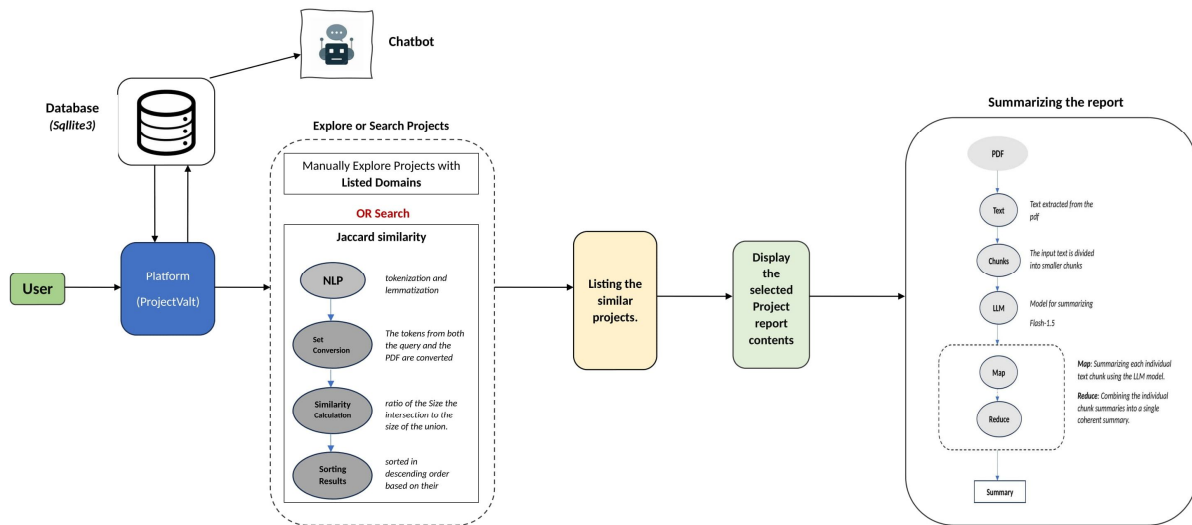 Chatbot
Database
(Sqllite3)
Explore or Search Projects
Manually Explore Projects with
Listed Domains
OR Search
Jaccard similarity
NLP
tokenization and
lemmatization
Set
Conversion
The tokens from both
the query and the
PDF are converted
Similarity
Calculation
ratio of the Size the
intersection to the
size of the union.
Sorting
Results
sorted in
descending order
based on their
User
Platform
(ProjectValt)
Listing the
similar
projects.
Display
the
selected
Project
report
contents
Summarizing the report
PDF
Text
Text extracted from the
pdf
Chunks
The input text is divided
into smaller chunks
LLM
Model for summarizing
Flash-1.5
Map
Map: Summarizing each individual
text chunk using the LLM model.
Reduce
Reduce: Combining the individual
chunk summaries into a single
coherent summary.
Summary